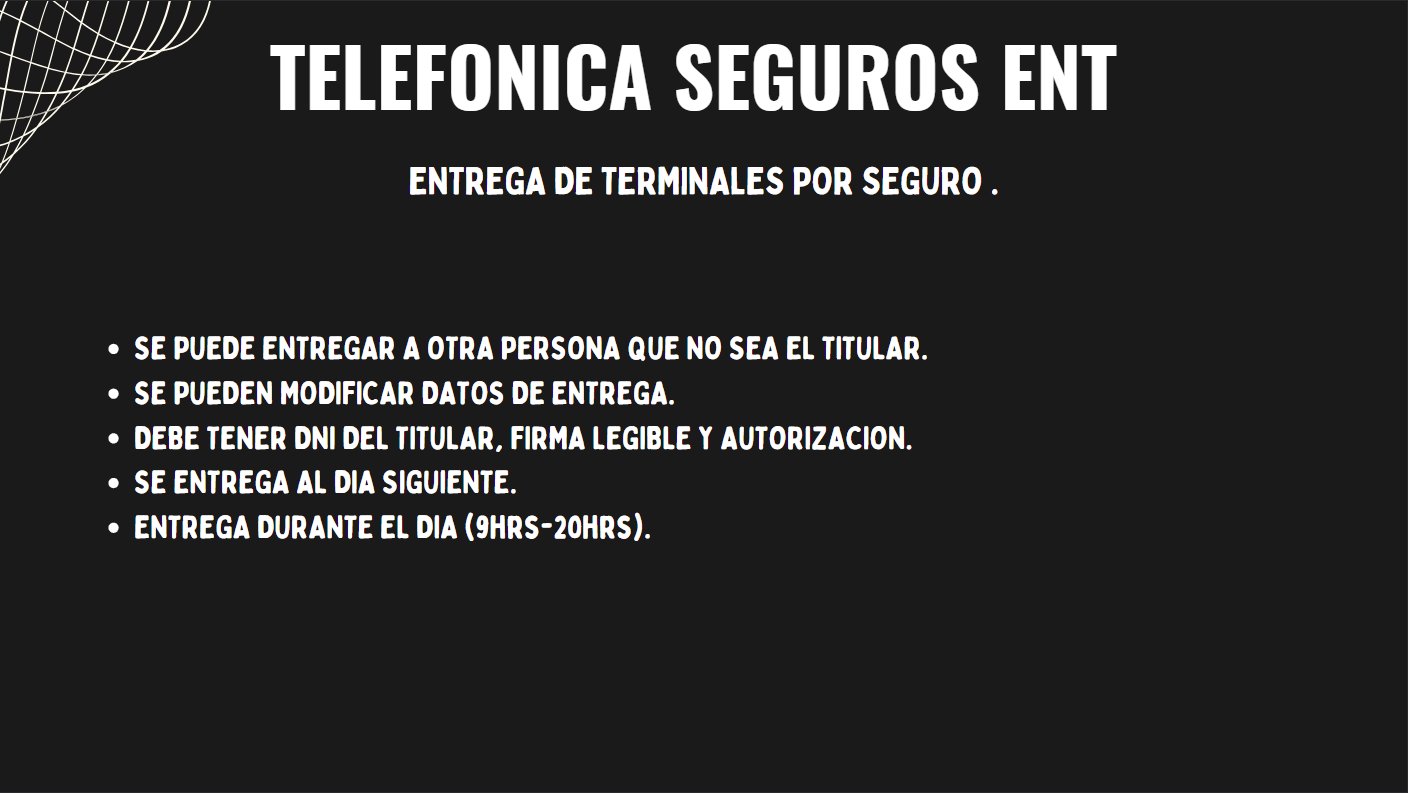 TELEFONICA SEGUROS ENT
ENTREGA DE TERMINALES POR SEGURO .
• SE PUEDE ENTREGAR A OTRA PERSONA QUE NO SEA EL TITULAR.
• SE PUEDEN MODIFICAR DATOS DE ENTREGA.
• DEBE TENER DNI DEL TITULAR, FIRMA LEGIBLE Y AUTORIZACION.
• SE ENTREGA AL DIA SIGUIENTE.
• ENTREGA DURANTE EL DIA (9HRS-20HRS).